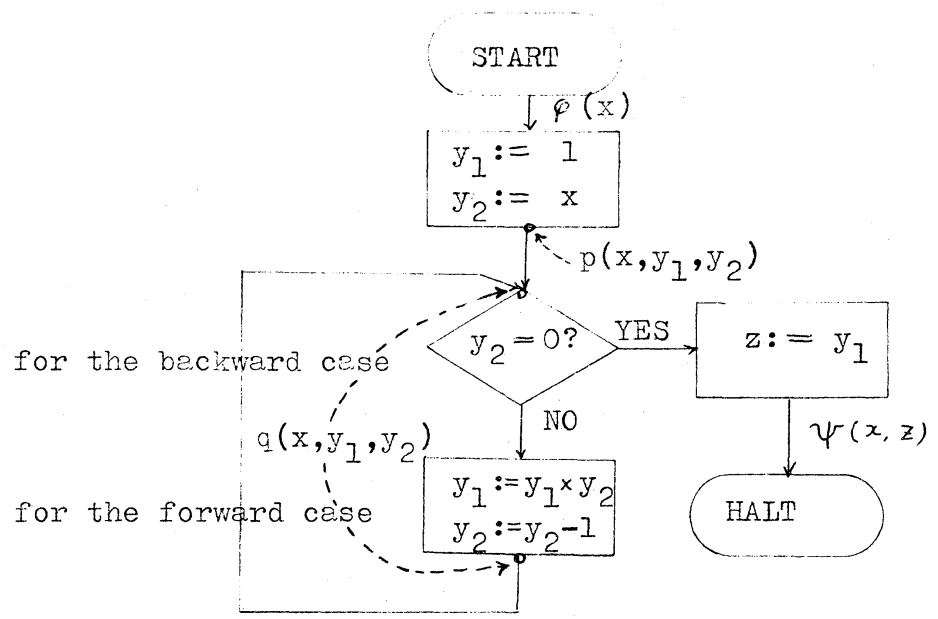 START
φ(x)
y₁:= 1
y₂:= x
p(x,y₁,y₂)
y₂=0?
YES
z:= y₁
for the backward case
NO
ψ(x,z)
q(x,y₁,y₂)
y₁:=y₁×y₂
y₂:=y₂-1
for the forward case
HALT